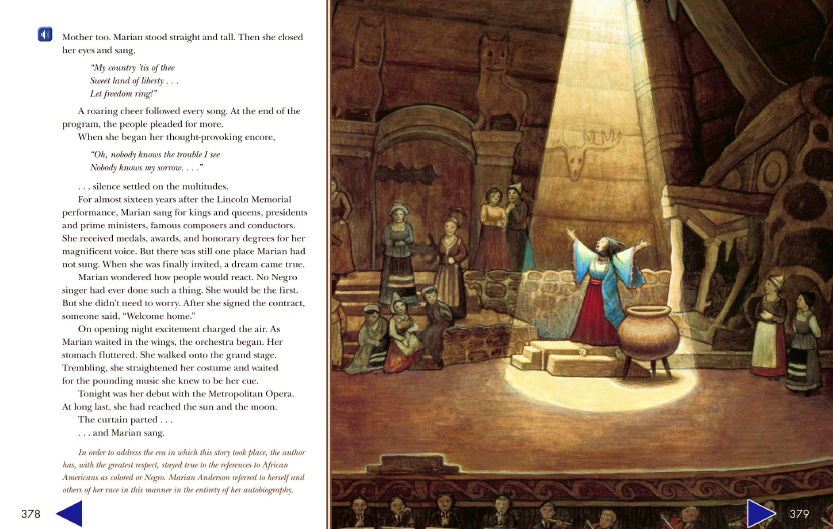 Mother too. Marian stood straight and tall. Then she closed
her eyes and sang,
“My country ’tis of thee
Sweet land of liberty . . .
Let freedom ring!”
A roaring cheer followed every song. At the end of the
program, the people pleaded for more.
When she began her thought-provoking encore,
“Oh, nobody knows the trouble I see
Nobody knows my sorrow. . . .”
. . . silence settled on the multitudes.
For almost sixteen years after the Lincoln Memorial
performance, Marian sang for kings and queens, presidents
and prime ministers, famous composers and conductors.
She received medals, awards, and honorary degrees for her
magnificent voice. But there was still one place Marian had
not sung. When she was finally invited, a dream came true.
Marian wondered how people would react. No Negro
singer had ever done such a thing. She would be the first.
But she didn’t need to worry. After she signed the contract,
someone said, “Welcome home.”
On opening night excitement charged the air. As
Marian waited in the wings, the orchestra began. Her
stomach fluttered. She walked onto the grand stage.
Trembling, she straightened her costume and waited
for the pounding music she knew to be her cue.
Tonight was her debut with the Metropolitan Opera.
At long last, she had reached the sun and the moon.
The curtain parted . . .
. . . and Marian sang.
In order to address the era in which this story took place, the author
has, with the greatest respect, stayed true to the references to African
Americans as colored or Negro. Marian Anderson referred to herself and
others of her race in this manner in the entirety of her autobiography.
378
379